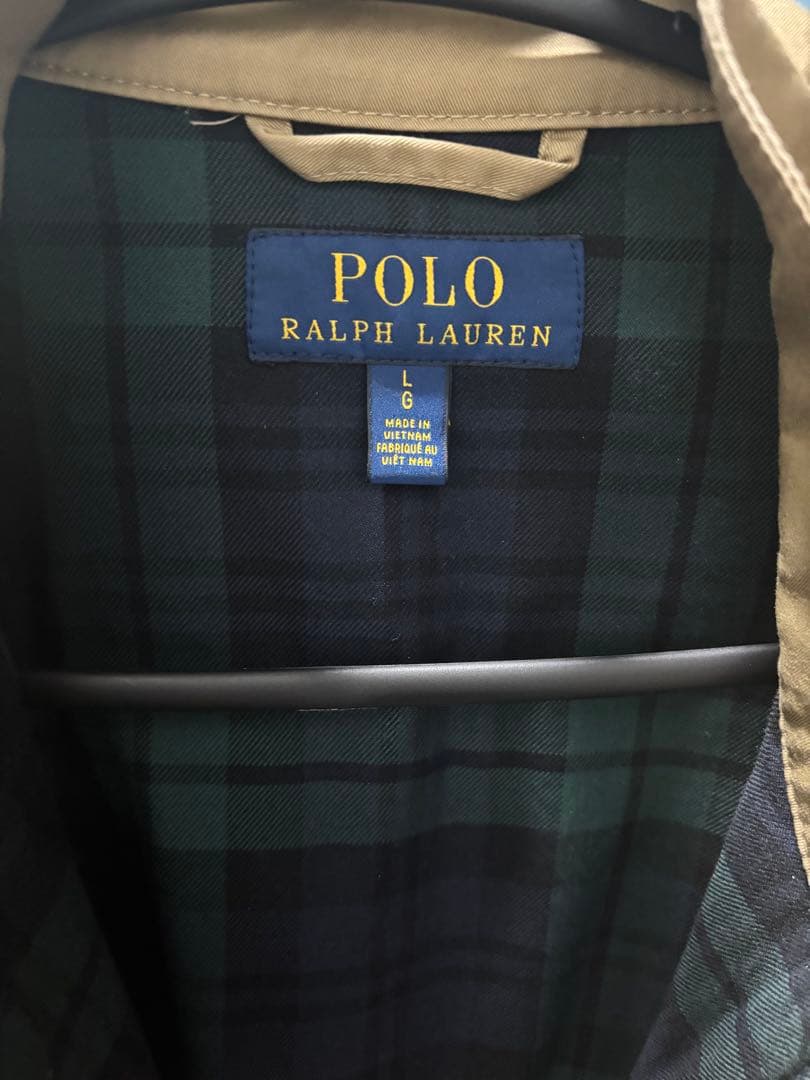 POLO
RALPH LAUREN
L
G
MADE IN
VIETNAM
FABRIQUÉ AU
VIÊT NAM